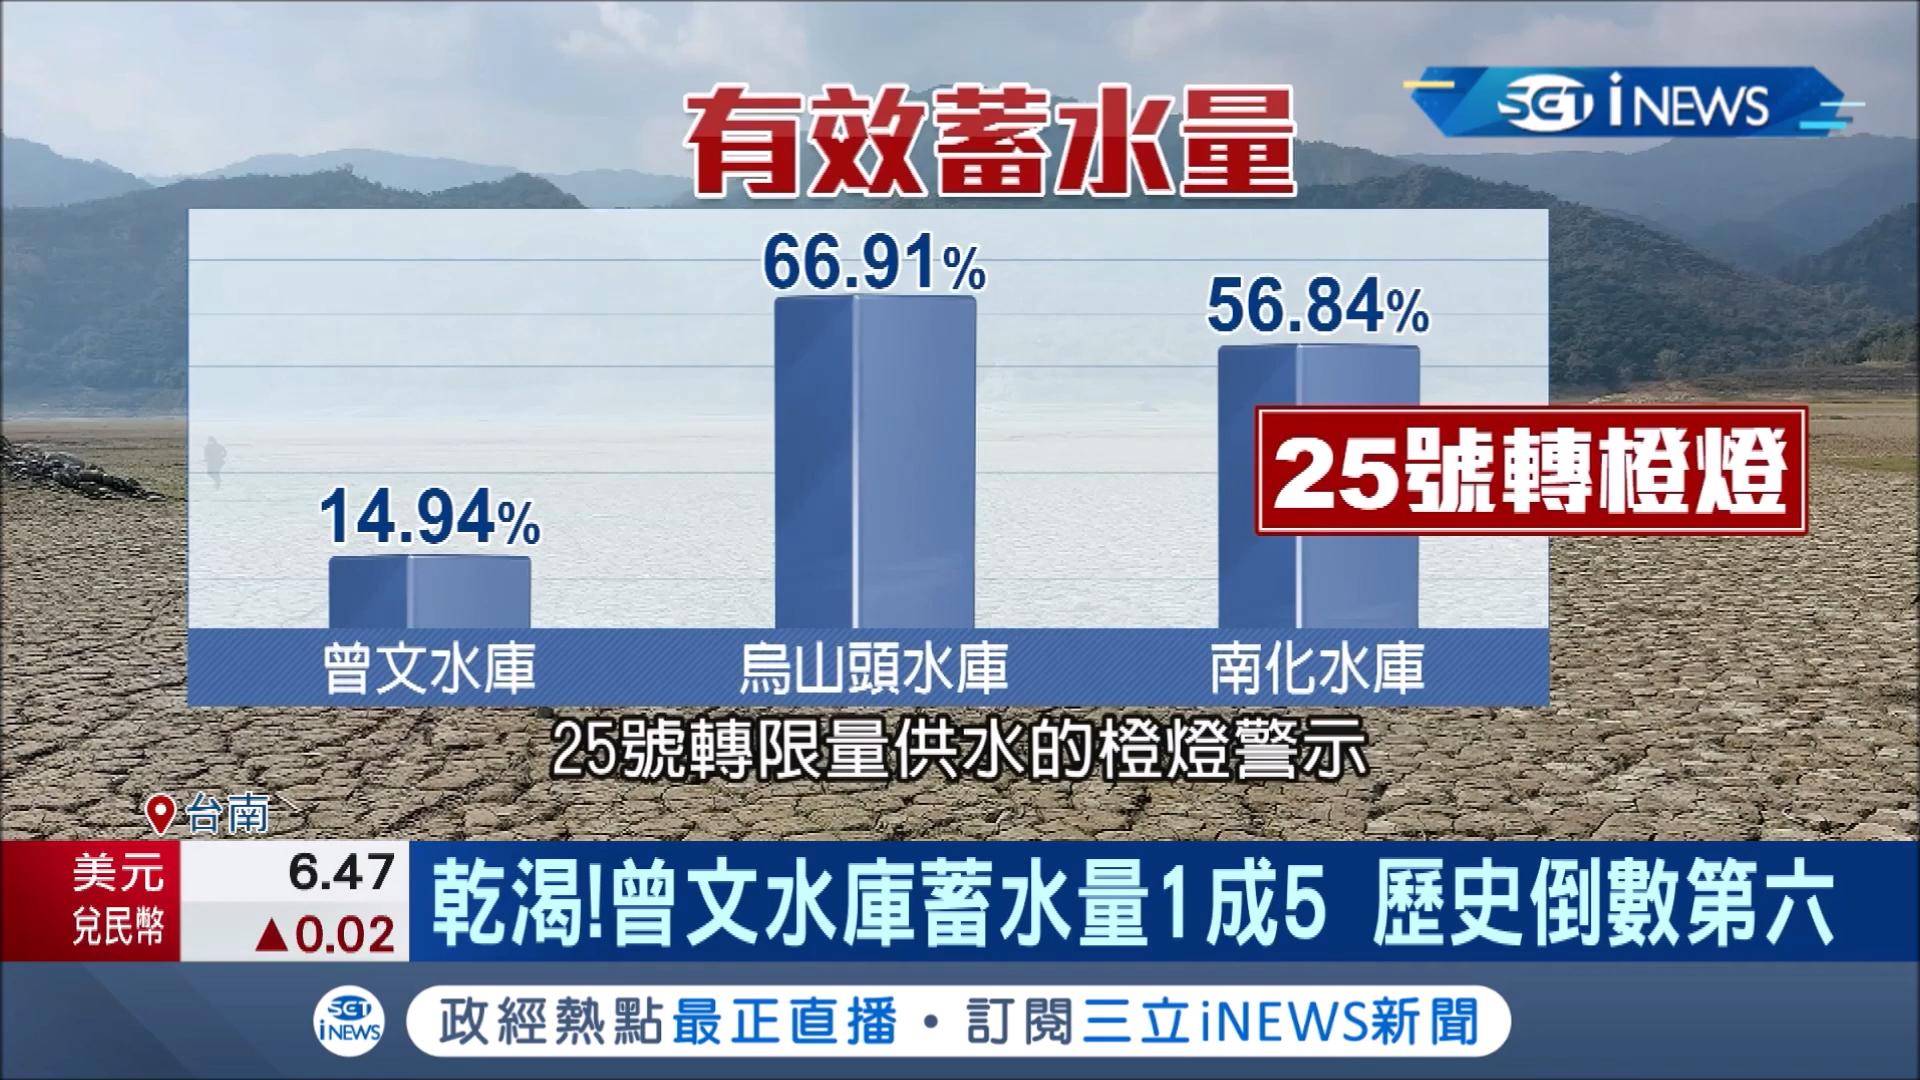 有效蓄水量
SET iNEWS
14.94%
66.91%
56.84%
25號轉橙燈
曾文水庫
烏山頭水庫
南化水庫
25號轉限量供水的橙燈警示
台南
美元
兌民幣
6.47
▲0.02
乾渴!曾文水庫蓄水量1成5 歷史倒數第六
SET iNEWS
政經熱點最正直播・訂閱三立iNEWS新聞